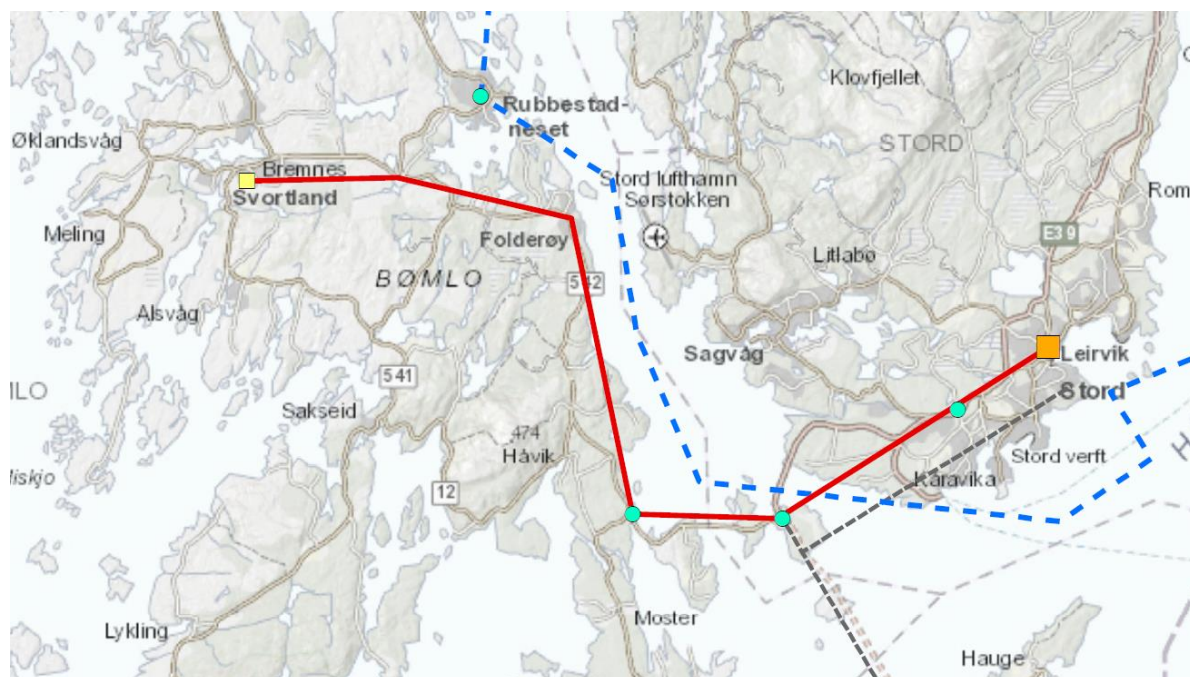 Klovfjellet
Rubbestad-
neset
Øklandsvåg
STORD
Bremnes
Stord lufthamn
Sørstokken
Rom
Svortland
Meling
E39
Folderøy
Litlabø
BØMLO
542
Alsvåg
Sagvåg
Leirvik
541
Stord
MLO
Sakseid
474
Håvik
Stord verft
H
iskjo
Karavika
12
Moster
Lykling
Hauge